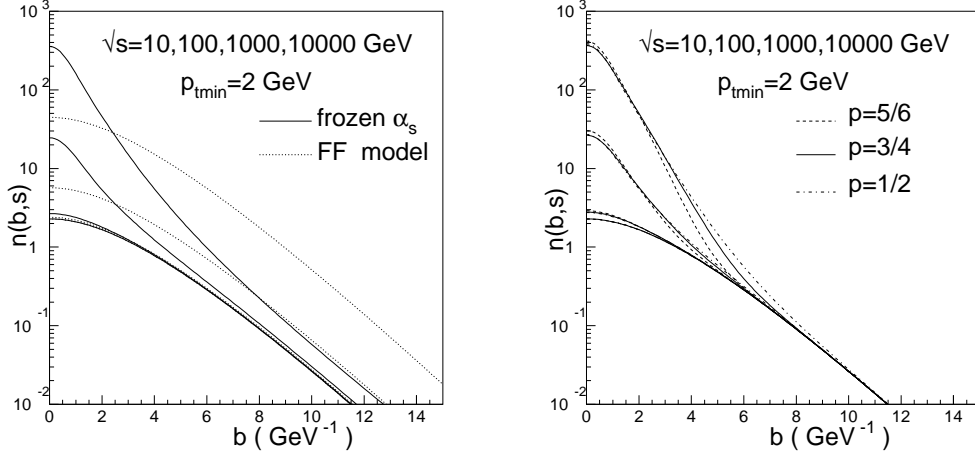 √s=10,100,1000,10000 GeV
p_tmin=2 GeV
frozen α_s
FF model
n(b,s)
10^3
10^2
10
1
10^-1
10^-2
0 2 4 6 8 10 12 14
b ( GeV^-1 )
√s=10,100,1000,10000 GeV
p_tmin=2 GeV
p=5/6
p=3/4
p=1/2
n(b,s)
10^3
10^2
10
1
10^-1
10^-2
0 2 4 6 8 10 12 14
b ( GeV^-1 )